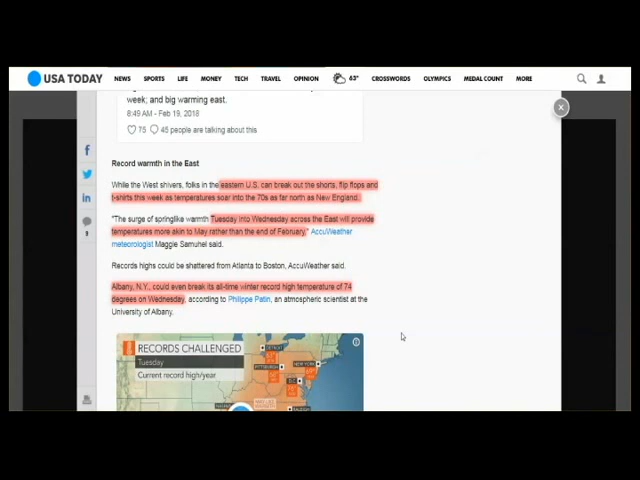 USA TODAY NEWS SPORTS LIFE MONEY TECH TRAVEL OPINION 63° CROSSWORDS OLYMPICS MEDAL COUNT MORE
week; and big warming east.
8:49 AM - Feb 19, 2018
75 45 people are talking about this
Record warmth in the East
While the West shivers, folks in the eastern U.S. can break out the shorts, flip flops and
t-shirts this week as temperatures soar into the 70s as far north as New England.
"The surge of springlike warmth Tuesday into Wednesday across the East will provide
temperatures more akin to May rather than the end of February," AccuWeather
meteorologist Maggie Samuhel said.
9
Records highs could be shattered from Atlanta to Boston, AccuWeather said.
Albany, N.Y., could even break its all-time winter record high temperature of 74
degrees on Wednesday, according to Philippe Papin, an atmospheric scientist at the
University of Albany.
RECORDS CHALLENGED
Tuesday
Current record high/year
DETROIT
PITTSBURGH
NEW YORK
D.C.